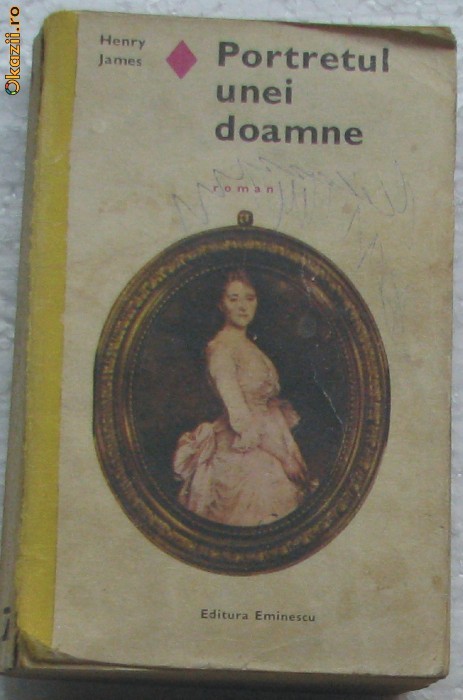 Okazii.ro
Henry
James
Portretul
unei
doamne
roman
Editura Eminescu